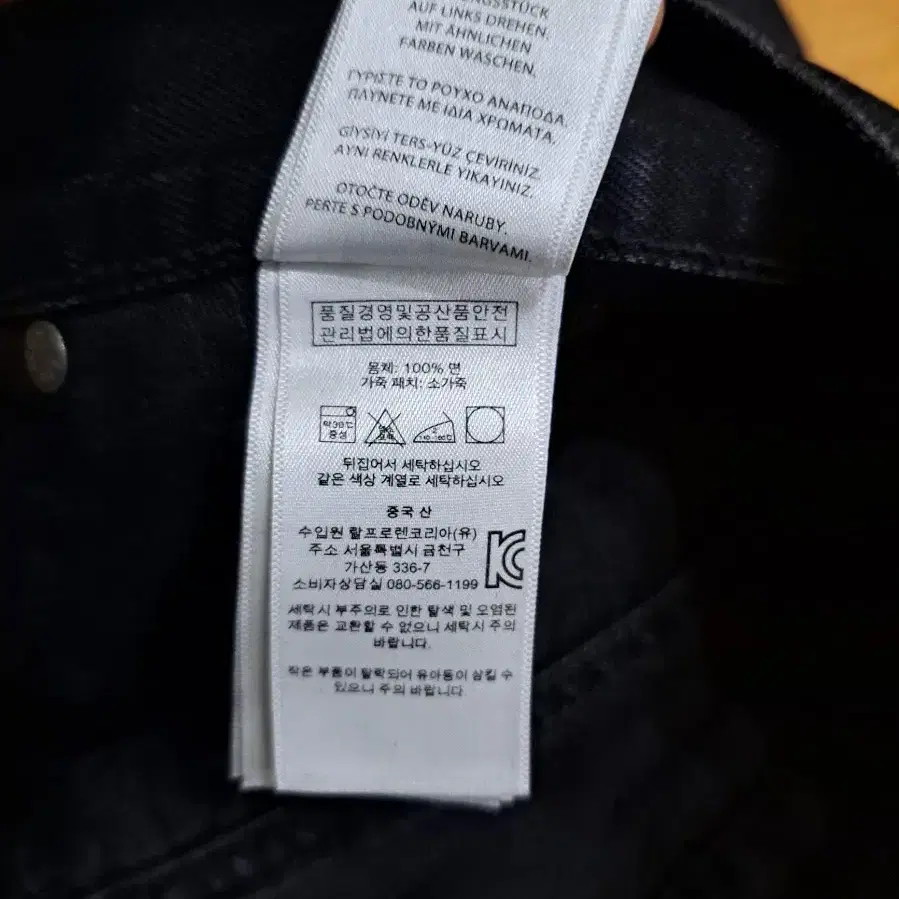 AUF LINKS DREHEN.
MIT ÄHNLICHEN
FARBEN WASCHEN.
ΓΥΡΙΣΤΕ ΤΟ ΡΟΥΧΟ ΑΝΑΠΟΔΑ.
ΠΛΥΝΕΤΕ ΜΕ ΙΔΙΑ ΧΡΩΜΑΤΑ.
GİYSİYİ TERS-YÜZ ÇEVİRİNİZ.
AYNI RENKLERLE YIKAYINIZ.
OTOČTE ODĚV NARUBY.
PERTE S PODOBNÝMI BARVAMI.
품질경영및공산품안전
관리법에의한품질표시
몸체: 100% 면
가죽 패치: 소가죽
약30℃
중성
뒤집어서 세탁하십시오
같은 색상 계열로 세탁하십시오
중국 산
수입원 랄프로렌코리아(유)
주소 서울특별시 금천구
가산동 336-7
소비자상담실 080-566-1199
세탁시 부주의로 인한 탈색 및 오염된
제품은 교환할 수 없으니 세탁시 주의
바랍니다.
작은 부품이 탈락되어 유아동이 삼킬 수
있으니 주의 바랍니다.